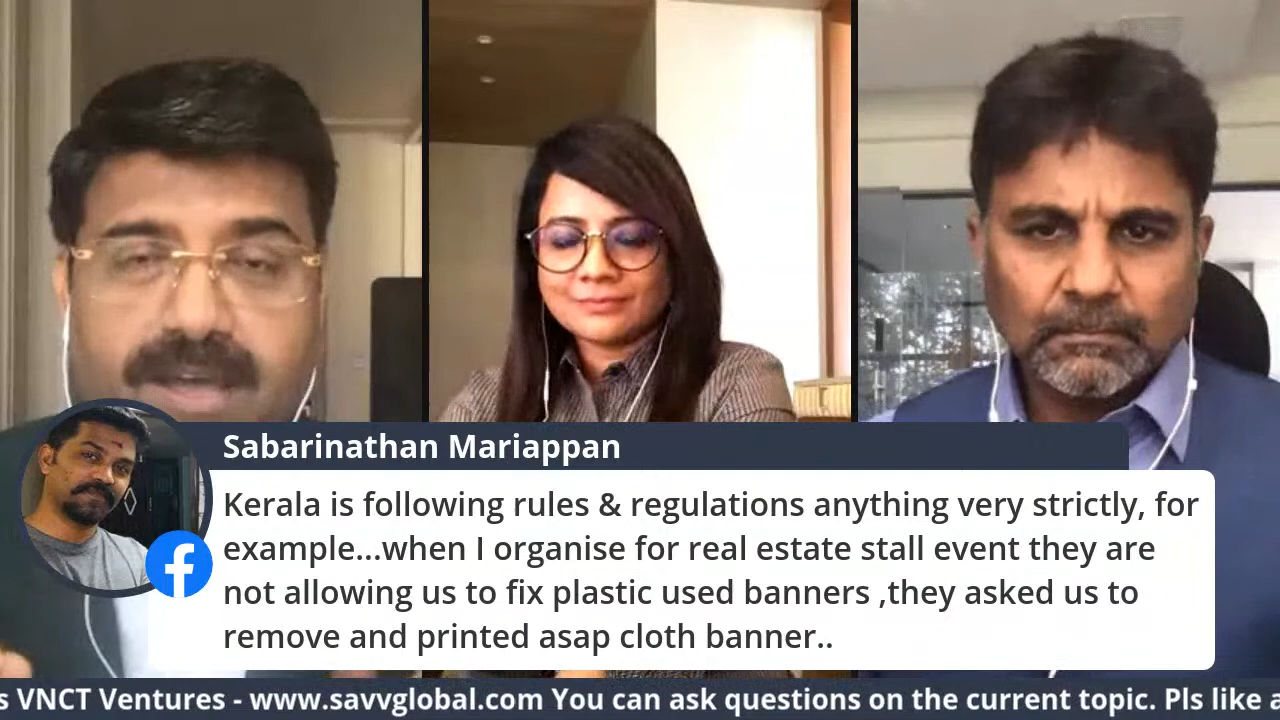 Sabarinathan Mariappan
Kerala is following rules & regulations anything very strictly, for
example...when I organise for real estate stall event they are
not allowing us to fix plastic used banners ,they asked us to
remove and printed asap cloth banner..
s VNCT Ventures - www.savvglobal.com You can ask questions on the current topic. Pls like a